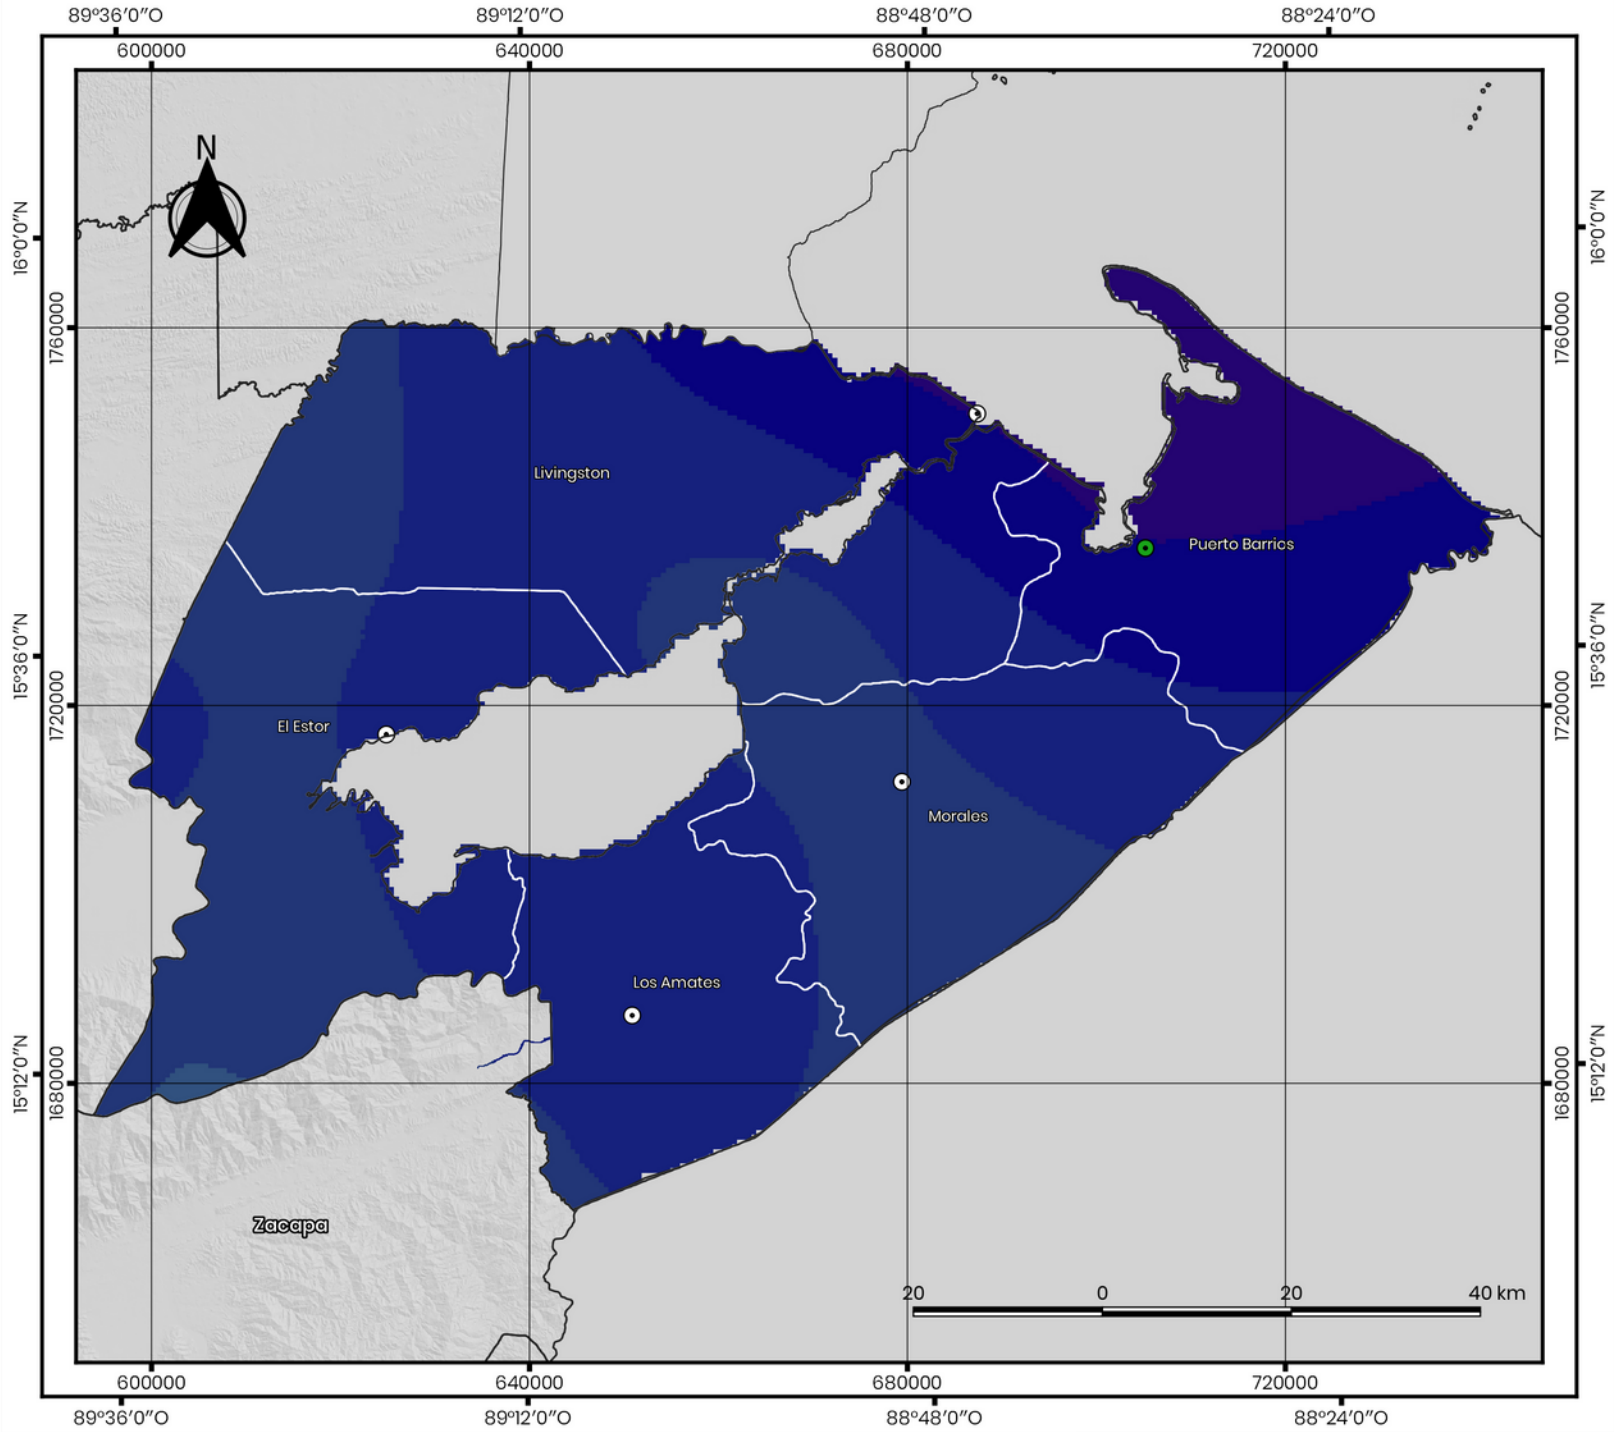 89°36'0"O 89°12'0"O 88°48'0"O 88°24'0"O
600000 640000 680000 720000
N
16°0'0"N
16°0'0"N
1760000
1760000
Livingston
Puerto Barrios
15°36'0"N
15°36'0"N
1720000
1720000
El Estor
Morales
Los Amates
15°12'0"N
15°12'0"N
1680000
1680000
Zacapa
20 0 20 40 km
600000 640000 680000 720000
89°36'0"O 89°12'0"O 88°48'0"O 88°24'0"O